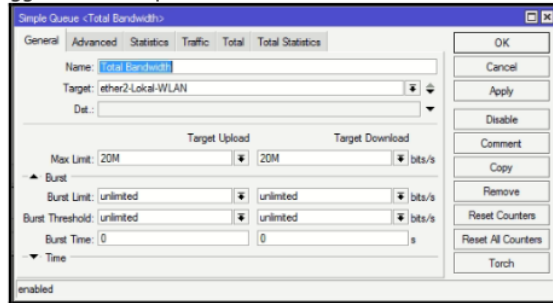 Simple Queue <Total Bandwidth>
General Advanced Statistics Traffic Total Total Statistics
OK
Name: Total Bandwidth
Cancel
Target: ether2-Lokal-WLAN
Apply
Dst.:
Disable
Target Upload Target Download
Comment
Max Limit: 20M 20M bits/s
Copy
Burst
Burst Limit: unlimited unlimited bits/s
Remove
Burst Threshold: unlimited unlimited bits/s
Reset Counters
Burst Time: 0 0 s
Reset All Counters
Time
Torch
enabled